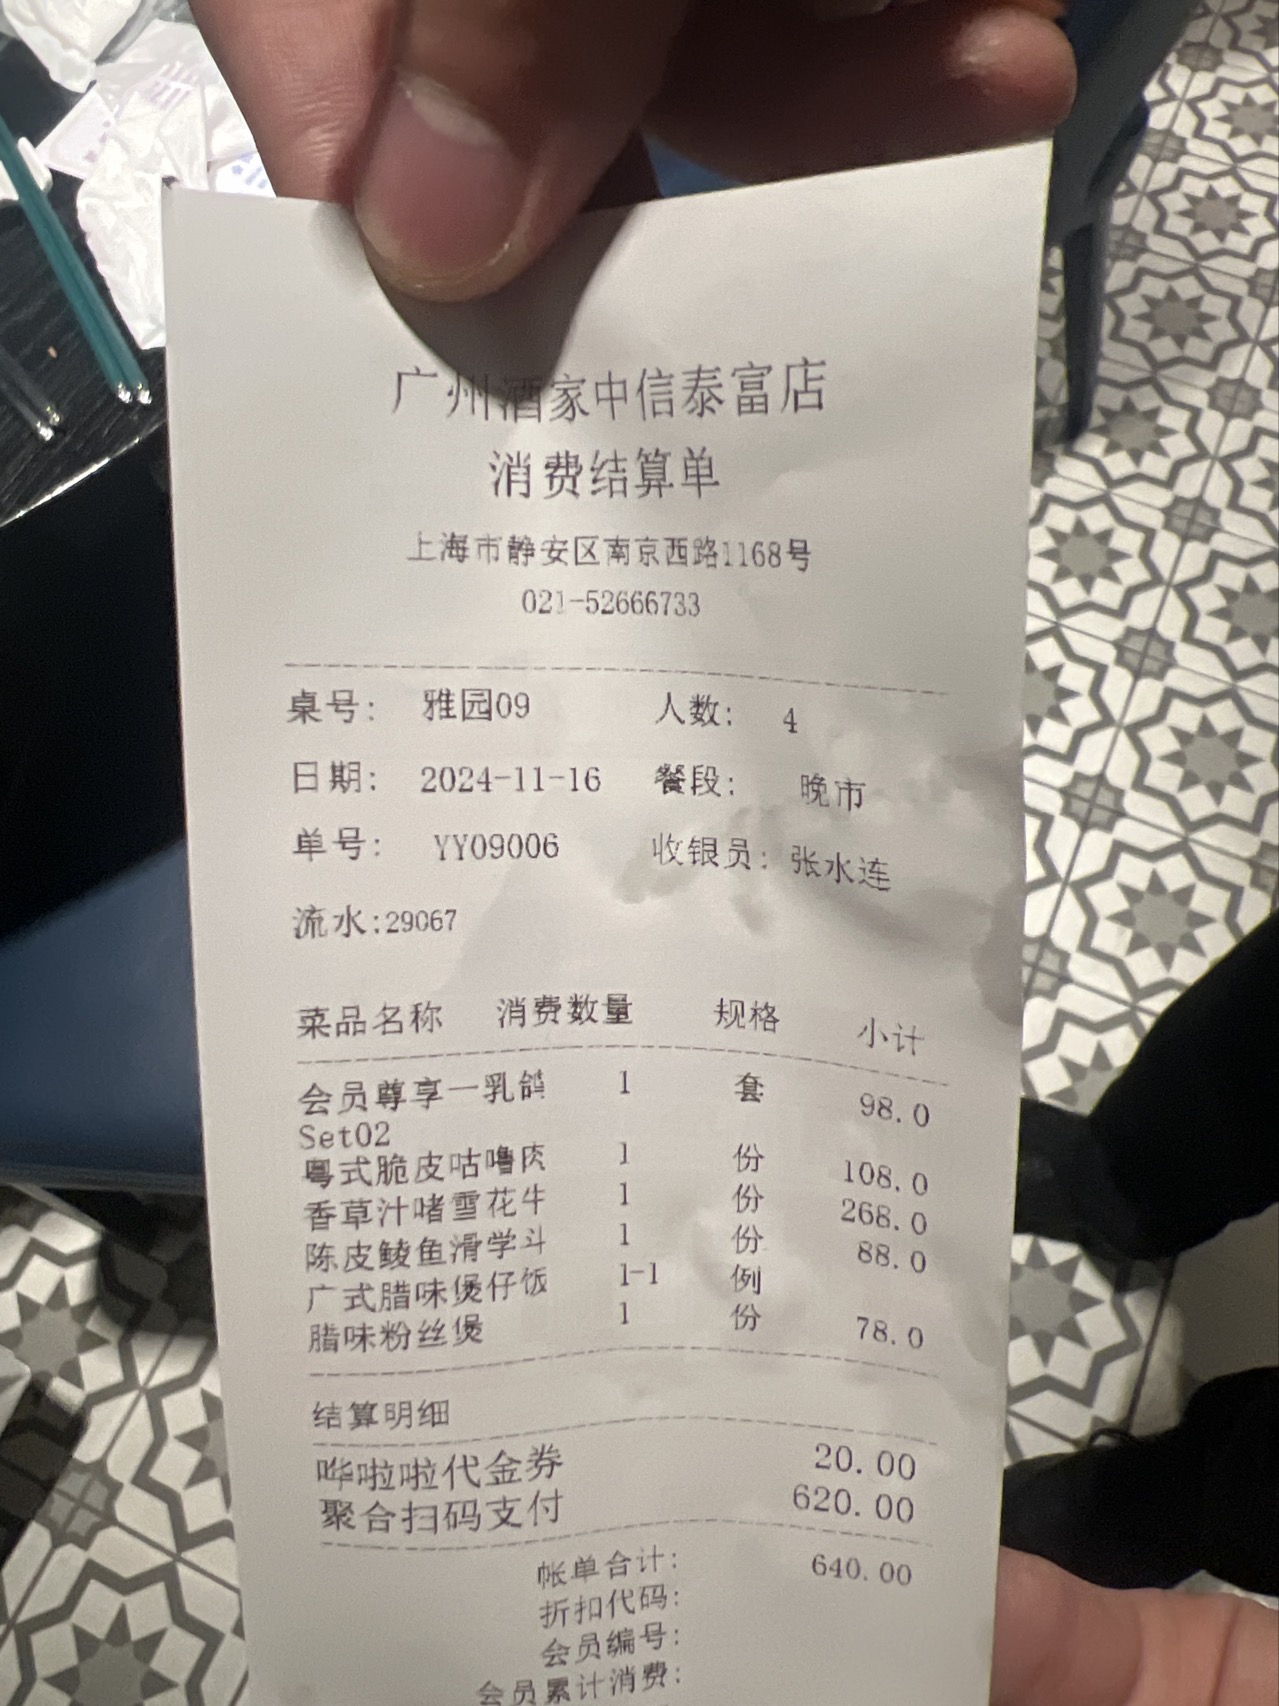 广州酒家中信泰富店
消费结算单
上海市静安区南京西路1168号
021-52666733
桌号: 雅园09 人数: 4
日期: 2024-11-16 餐段: 晚市
单号: YY09006 收银员: 张水连
流水:29067
菜品名称 消费数量 规格 小计
会员尊享一乳鸽 1 套 98.0
Set02
粤式脆皮咕噜肉 1 份 108.0
香草汁啫雪花牛 1 份 268.0
陈皮鲮鱼滑学斗 1 份 88.0
广式腊味煲仔饭 1-1 例
腊味粉丝煲 1 份 78.0
结算明细
哗啦啦代金券 20.00
聚合扫码支付 620.00
帐单合计: 640.00
折扣代码:
会员编号:
会员累计消费: